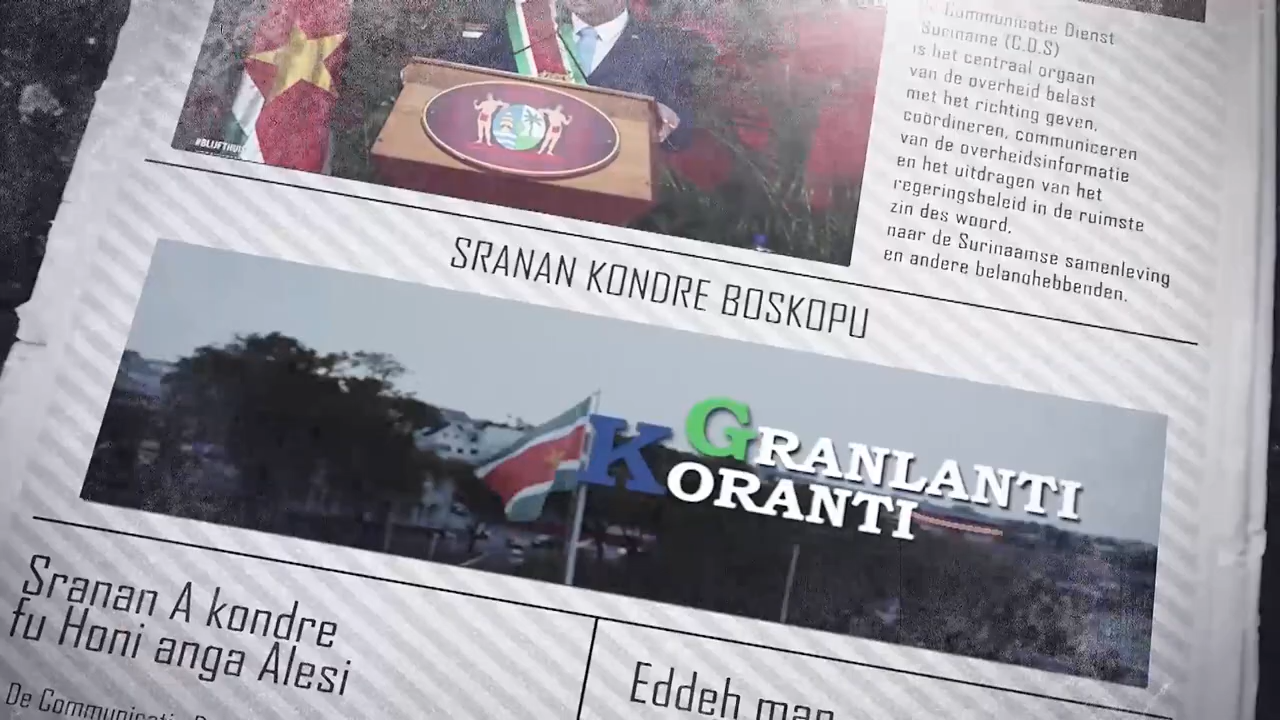 #BLIJFTHUIS
Communicatie Dienst
Suriname (C.D.S)
is het centraal orgaan
van de overheid belast
met het richting geven,
coördineren, communiceren
van de overheidsinformatie
en het uitdragen van het
regeringsbeleid in de ruimste
zin des woord.
naar de Surinaamse samenleving
en andere belanghebbenden.
SRANAN KONDRE BOSKOPU
GRANLANTI
KORANTI
Sranan A kondre
fu Honi anga Alesi
De
Eddeh man